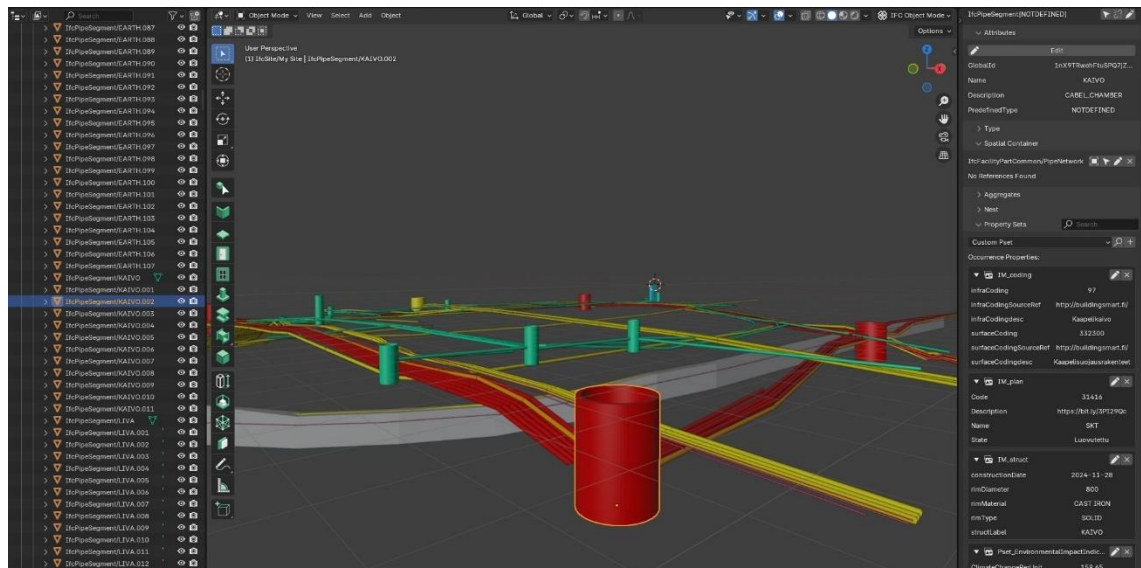 Search
IfcPipeSegment/EARTH.087
IfcPipeSegment/EARTH.088
IfcPipeSegment/EARTH.089
IfcPipeSegment/EARTH.090
IfcPipeSegment/EARTH.091
IfcPipeSegment/EARTH.092
IfcPipeSegment/EARTH.093
IfcPipeSegment/EARTH.094
IfcPipeSegment/EARTH.095
IfcPipeSegment/EARTH.096
IfcPipeSegment/EARTH.097
IfcPipeSegment/EARTH.098
IfcPipeSegment/EARTH.099
IfcPipeSegment/EARTH.100
IfcPipeSegment/EARTH.101
IfcPipeSegment/EARTH.102
IfcPipeSegment/EARTH.103
IfcPipeSegment/EARTH.104
IfcPipeSegment/EARTH.105
IfcPipeSegment/EARTH.106
IfcPipeSegment/EARTH.107
IfcPipeSegment/KAIVO
IfcPipeSegment/KAIVO.001
IfcPipeSegment/KAIVO.002
IfcPipeSegment/KAIVO.003
IfcPipeSegment/KAIVO.004
IfcPipeSegment/KAIVO.005
IfcPipeSegment/KAIVO.006
IfcPipeSegment/KAIVO.007
IfcPipeSegment/KAIVO.008
IfcPipeSegment/KAIVO.009
IfcPipeSegment/KAIVO.010
IfcPipeSegment/KAIVO.011
IfcPipeSegment/LIVA
IfcPipeSegment/LIVA.001
IfcPipeSegment/LIVA.002
IfcPipeSegment/LIVA.003
IfcPipeSegment/LIVA.004
IfcPipeSegment/LIVA.005
IfcPipeSegment/LIVA.006
IfcPipeSegment/LIVA.007
IfcPipeSegment/LIVA.008
IfcPipeSegment/LIVA.009
IfcPipeSegment/LIVA.010
IfcPipeSegment/LIVA.011
IfcPipeSegment/LIVA.012
Object Mode View Select Add Object Global IFC Object Mode
Options
User Perspective
(1) IfcSite/My Site | IfcPipeSegment/KAIVO.002
X
IfcPipeSegment[NOTDEFINED]
Attributes
Edit
GlobalId
Name KAIVO
Description CABEL_CHAMBER
PredefinedType NOTDEFINED
Type
Spatial Container
IfcFacilityPartCommon/PipeNetwork
No References Found
Aggregates
Nest
Property Sets Search
Custom Pset
Occurrence Properties:
IM_coding
infraCoding 97
infraCodingSourceRef http://buildingsmart.fi/
infraCodingdesc Kaapelikaivo
surfaceCoding 332300
surfaceCodingSourceRef http://buildingsmart.fi/
surfaceCodingdesc Kaapelisuojausrakenteet
IM_plan
Code 31416
Description https://bit.ly/3PI29Qc
Name SKT
State Luovutettu
IM_struct
constructionDate 2024-11-28
rimDiameter 800
rimMaterial CAST IRON
rimType SOLID
structLabel KAIVO
Pset_EnvironmentalImpactIndic...